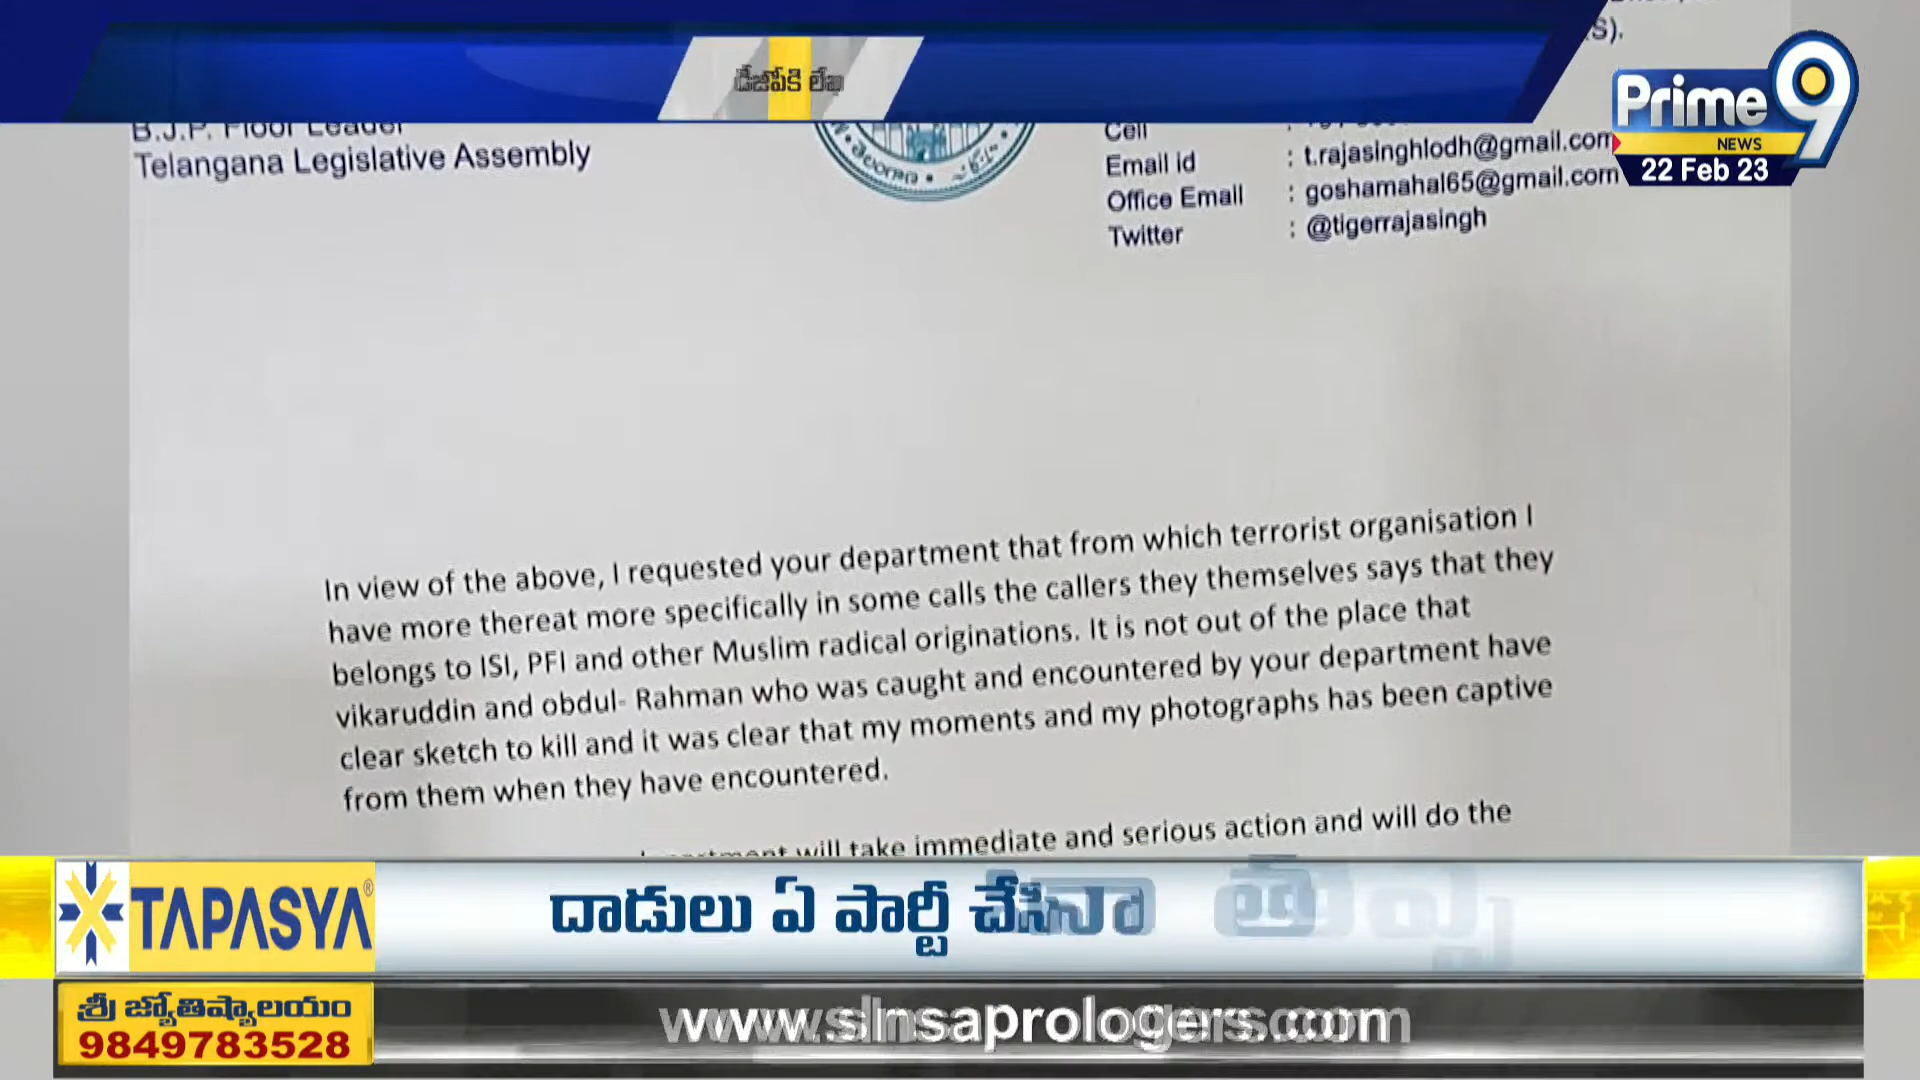 డీజీపీకి లేఖ
S).
Prime9
NEWS
22 Feb 23
B.J.P. Floor Leader
Telangana Legislative Assembly
Cell :
Email id : t.rajasinghlodh@gmail.com
Office Email : goshamahal65@gmail.com
Twitter : @tigerrajasingh
In view of the above, I requested your department that from which terrorist organisation I
have more thereat more specifically in some calls the callers they themselves says that they
belongs to ISI, PFI and other Muslim radical originations. It is not out of the place that
vikaruddin and obdul- Rahman who was caught and encountered by your department have
clear sketch to kill and it was clear that my moments and my photographs has been captive
from them when they have encountered.
will take immediate and serious action and will do the
TAPASYA®
దాడులు ఏ పార్టీ చేసినా
శ్రీ జ్యోతిష్యాలయం
9849783528